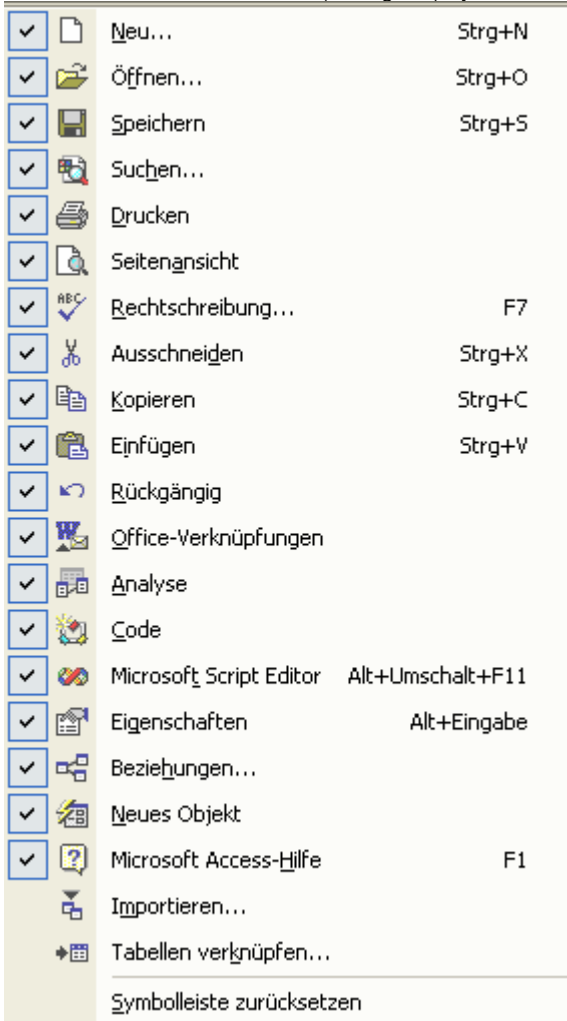 Neu... Strg+N
Öffnen... Strg+O
Speichern Strg+S
Suchen...
Drucken
Seitenansicht
ABC
Rechtschreibung... F7
Ausschneiden Strg+X
Kopieren Strg+C
Einfügen Strg+V
Rückgängig
W
Office-Verknüpfungen
Analyse
Code
Microsoft Script Editor Alt+Umschalt+F11
Eigenschaften Alt+Eingabe
Beziehungen...
Neues Objekt
?
Microsoft Access-Hilfe F1
Importieren...
Tabellen verknüpfen...
Symbolleiste zurücksetzen